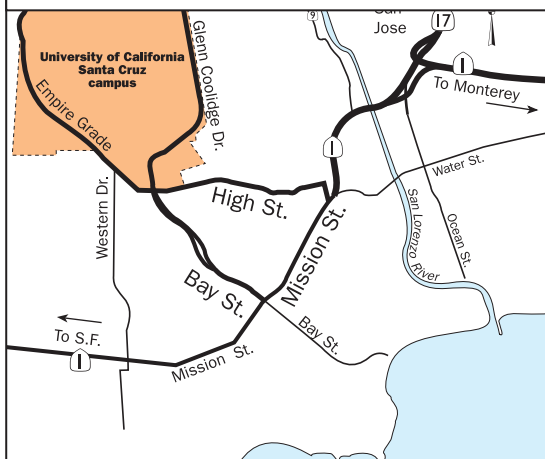 9
Jose
17
1
To Monterey
University of California
Santa Cruz
campus
Glenn Coolidge Dr.
Empire Grade
1
Water St.
Western Dr.
High St.
Mission St.
San Lorenzo River
Ocean St.
Bay St.
To S.F.
1
Mission St.
Bay St.